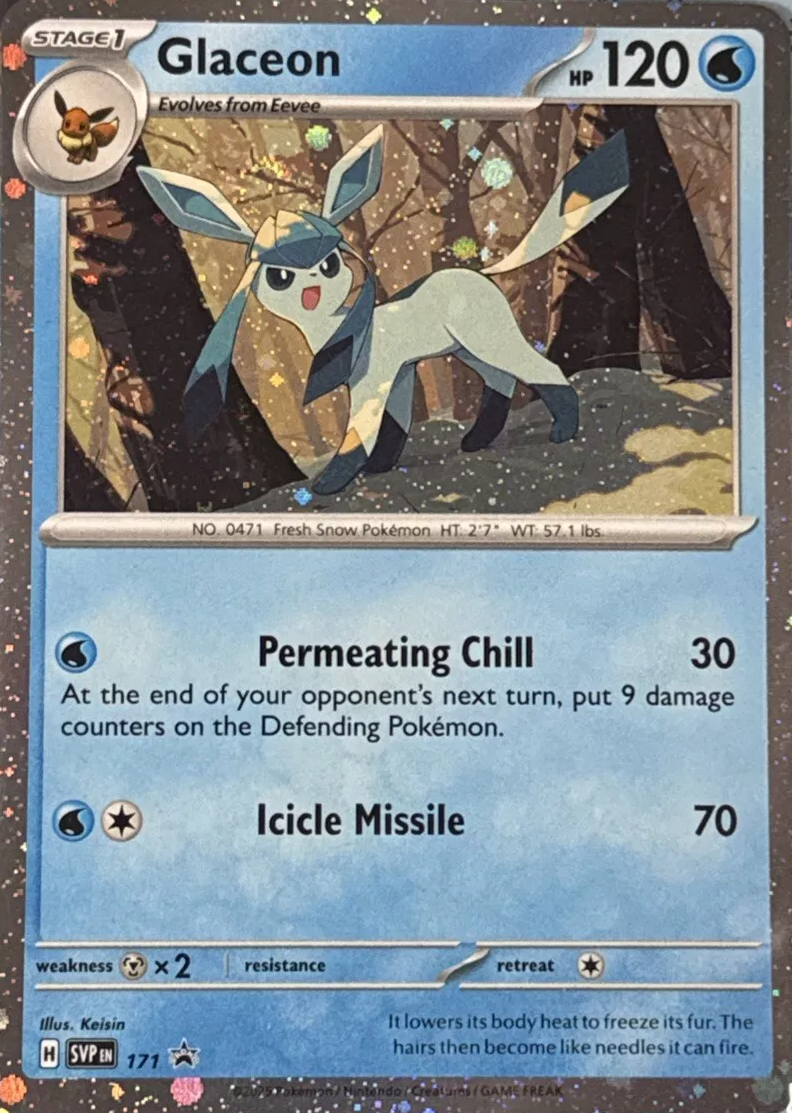 STAGE 1
Glaceon
HP 120
Evolves from Eevee
NO. 0471 Fresh Snow Pokémon HT: 2'7" WT: 57.1 lbs.
Permeating Chill 30
At the end of your opponent's next turn, put 9 damage
counters on the Defending Pokémon.
Icicle Missile 70
weakness ×2 resistance retreat
Illus. Keisin
It lowers its body heat to freeze its fur. The
hairs then become like needles it can fire.
H SVP EN 171
©2025 Pokémon / Nintendo / Creatures / GAME FREAK